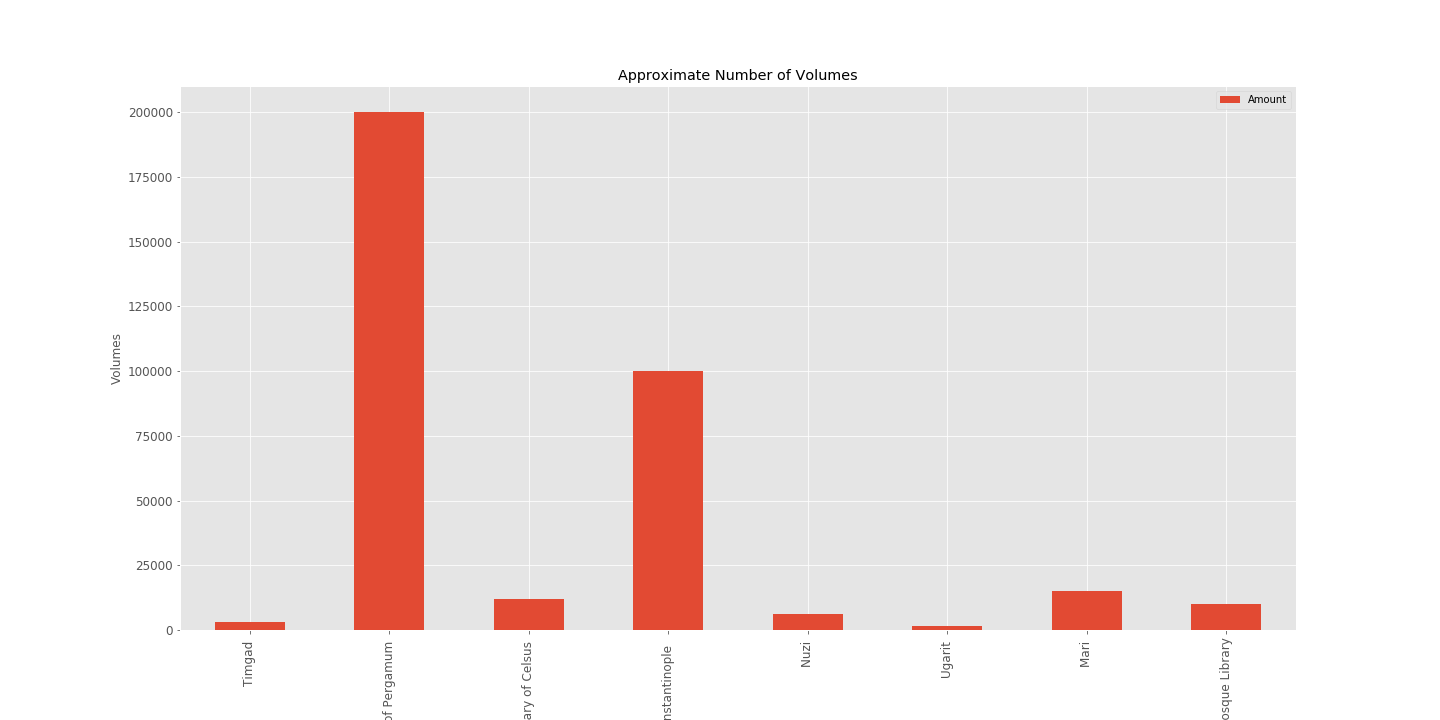 Approximate Number of Volumes
Amount
200000
175000
150000
125000
100000
75000
50000
25000
0
Volumes
Timgad
of Pergamum
ary of Celsus
nstantinople
Nuzi
Ugarit
Mari
osque Library